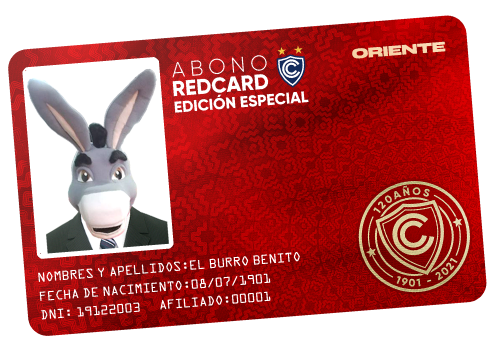 ABONO
REDCARD
EDICIÓN ESPECIAL
C
ORIENTE
120AÑOS
C
1901 - 2021
NOMBRES Y APELLIDOS:EL BURRO BENITO
FECHA DE NACIMIENTO:08/07/1901
DNI: 19122003 AFILIADO:00001